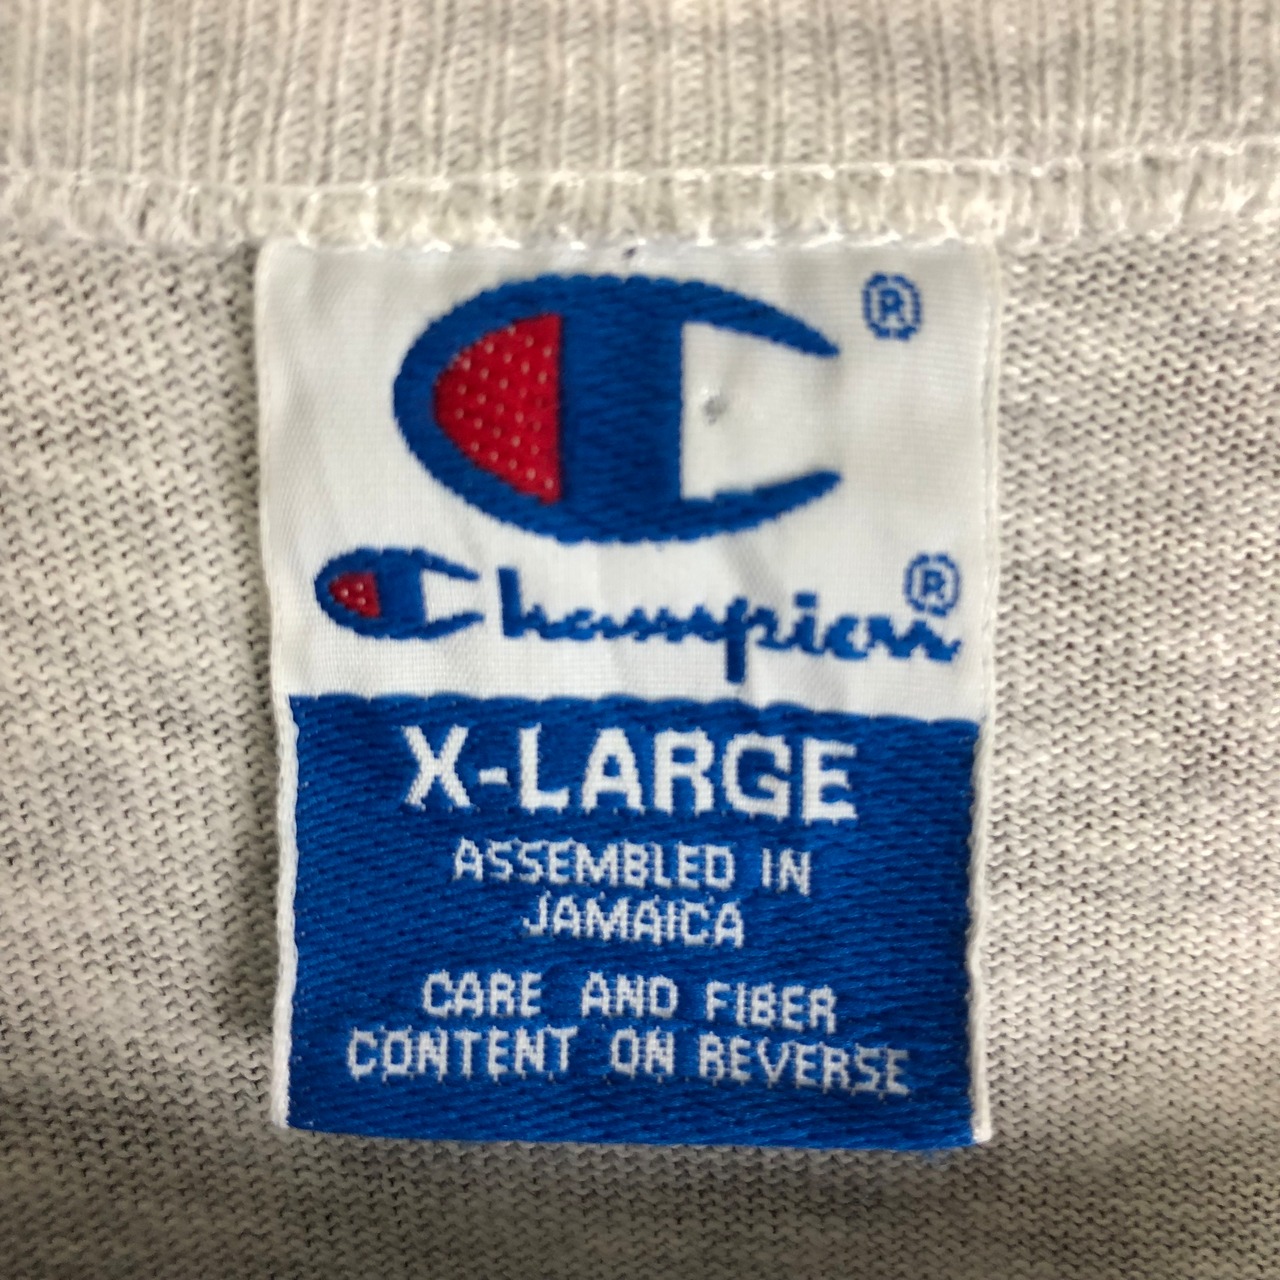 ®
Champion®
X-LARGE
ASSEMBLED IN
JAMAICA
CARE AND FIBER
CONTENT ON REVERSE